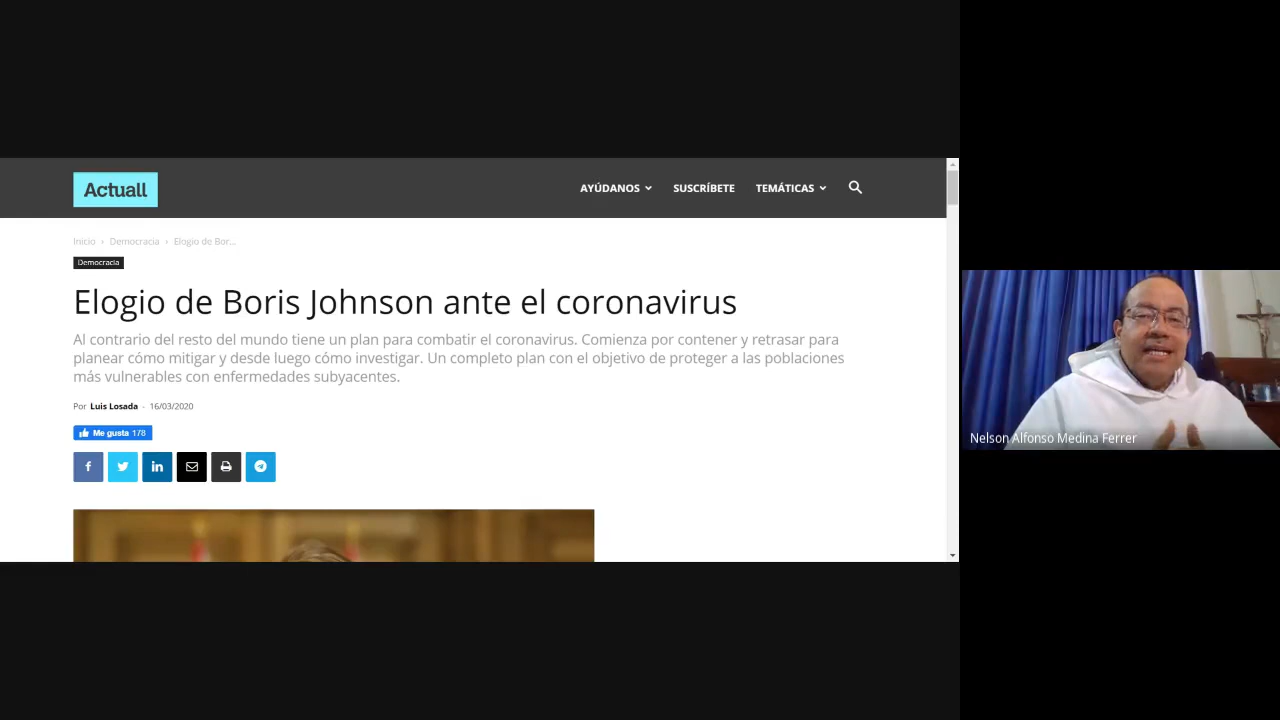 Actuall
AYÚDANOS
SUSCRÍBETE
TEMÁTICAS
Inicio › Democracia › Elogio de Bor...
Democracia
Elogio de Boris Johnson ante el coronavirus
Al contrario del resto del mundo tiene un plan para combatir el coronavirus. Comienza por contener y retrasar para
planear cómo mitigar y desde luego cómo investigar. Un completo plan con el objetivo de proteger a las poblaciones
más vulnerables con enfermedades subyacentes.
Por Luis Losada - 16/03/2020
Me gusta 178
Nelson Alfonso Medina Ferrer